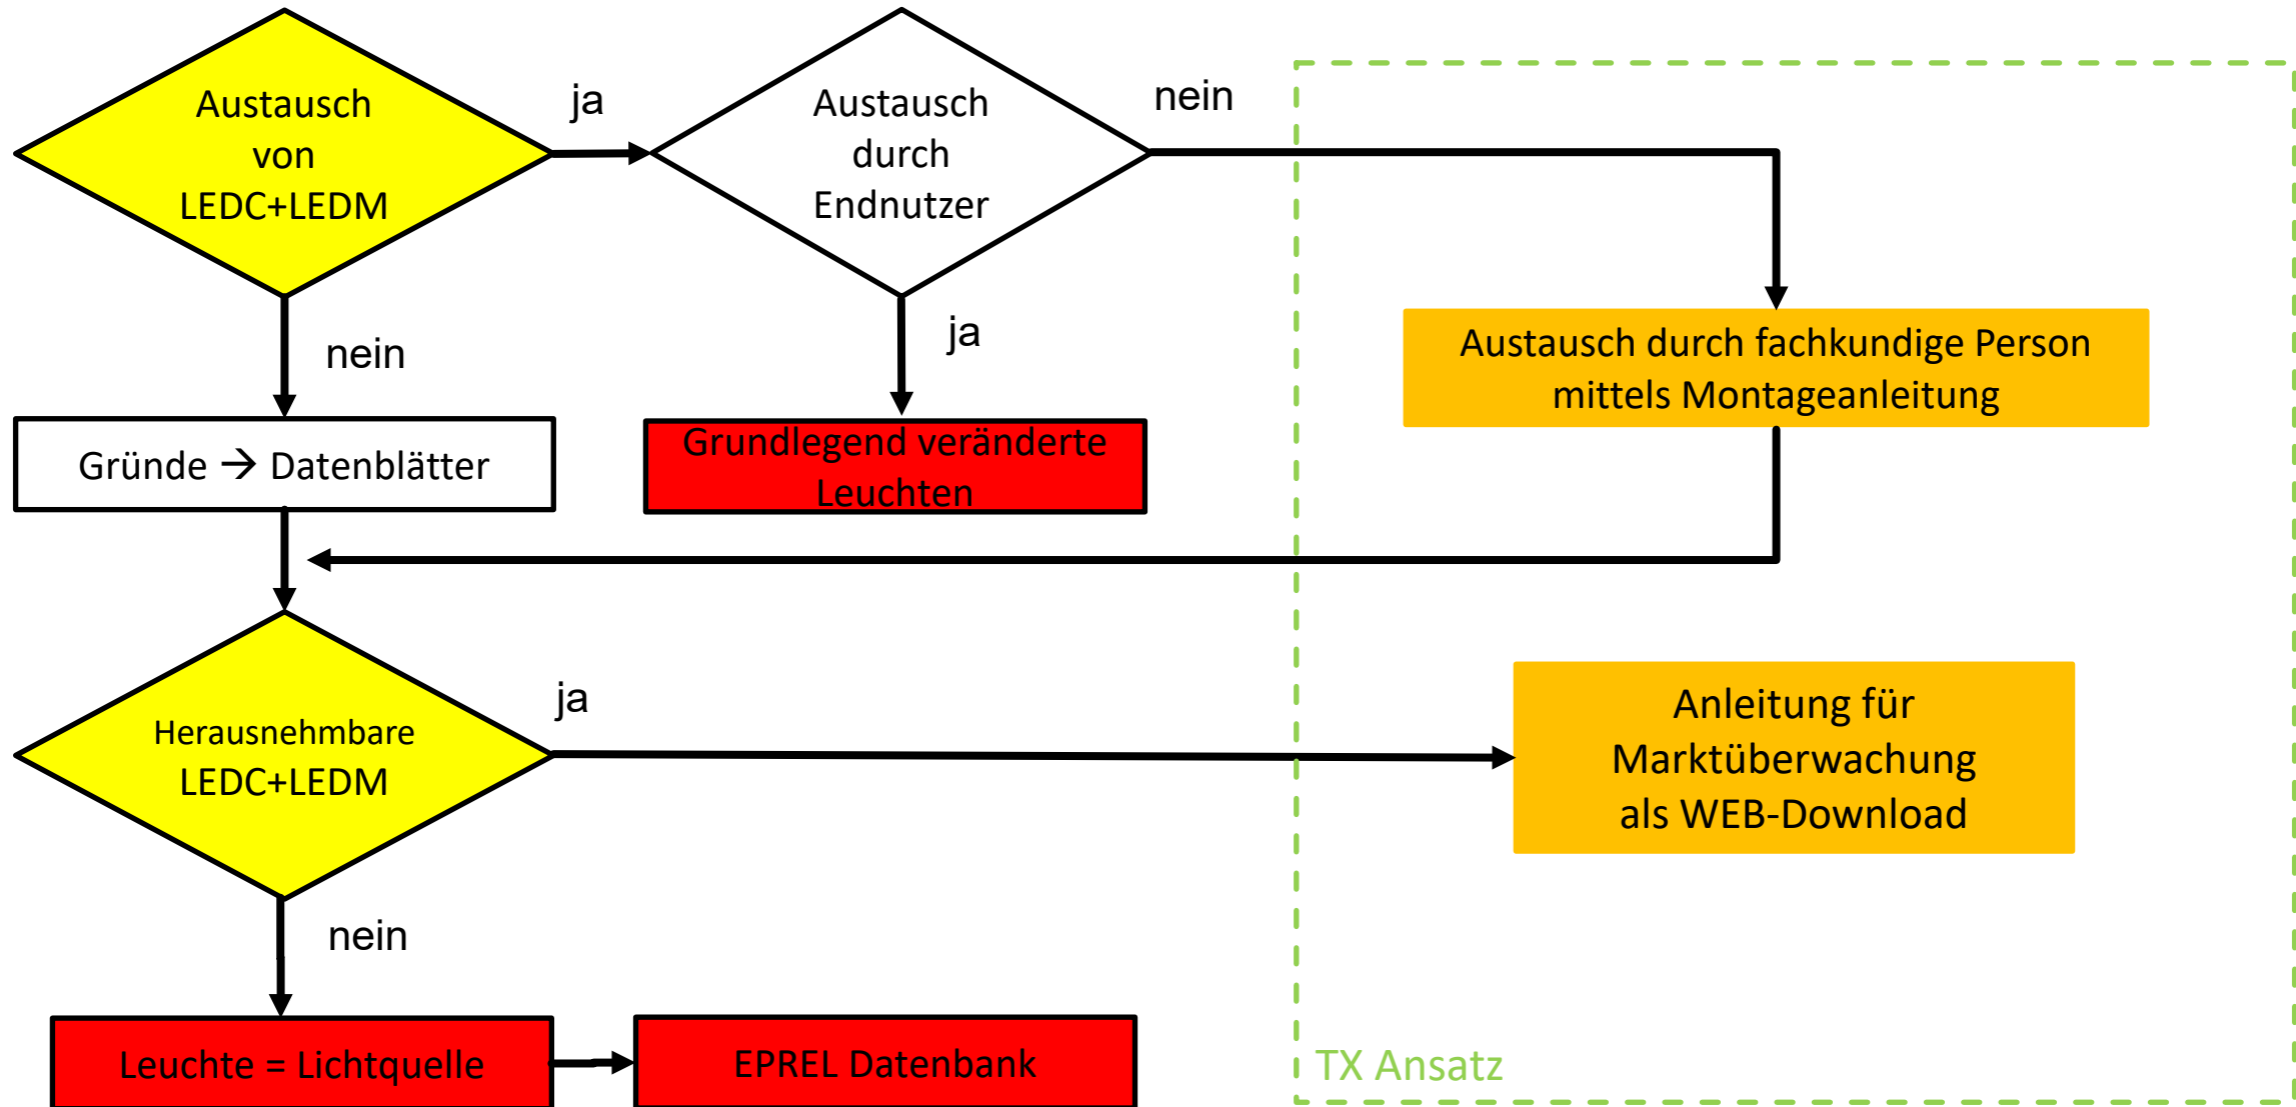 Austausch
von
LEDC+LEDM
ja
Austausch
durch
Endnutzer
nein
nein
ja
Austausch durch fachkundige Person
mittels Montageanleitung
Gründe → Datenblätter
Grundlegend veränderte
Leuchten
Herausnehmbare
LEDC+LEDM
ja
Anleitung für
Marktüberwachung
als WEB-Download
nein
Leuchte = Lichtquelle
EPREL Datenbank
TX Ansatz